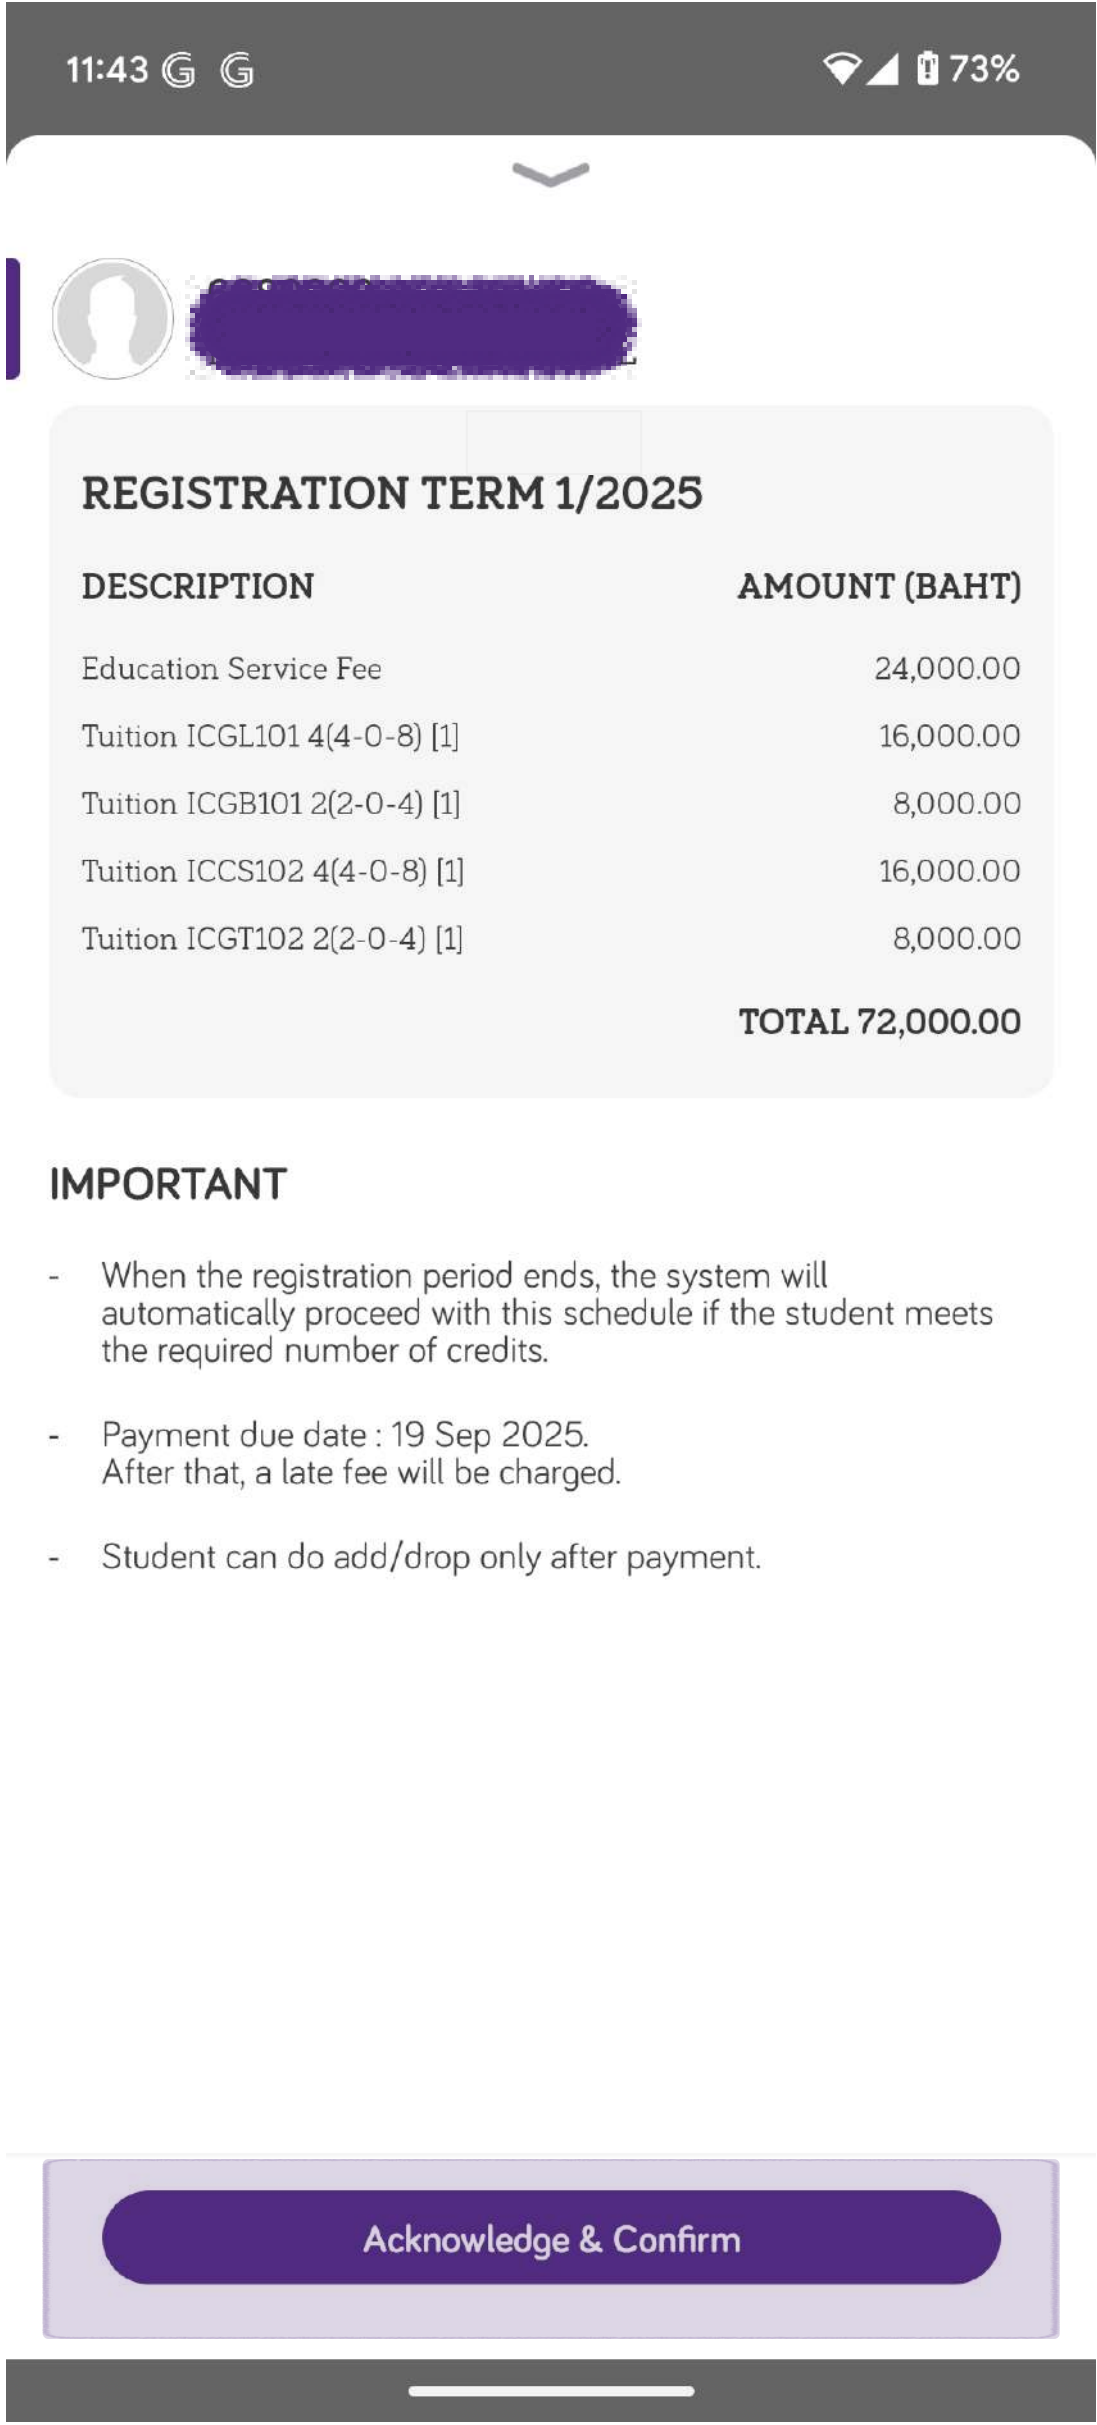 11:43 G G 73%
REGISTRATION TERM 1/2025
DESCRIPTION AMOUNT (BAHT)
Education Service Fee 24,000.00
Tuition ICGL101 4(4-0-8) [1] 16,000.00
Tuition ICGB101 2(2-0-4) [1] 8,000.00
Tuition ICCS102 4(4-0-8) [1] 16,000.00
Tuition ICGT102 2(2-0-4) [1] 8,000.00
TOTAL 72,000.00
IMPORTANT
- When the registration period ends, the system will
automatically proceed with this schedule if the student meets
the required number of credits.
- Payment due date : 19 Sep 2025.
After that, a late fee will be charged.
- Student can do add/drop only after payment.
Acknowledge & Confirm